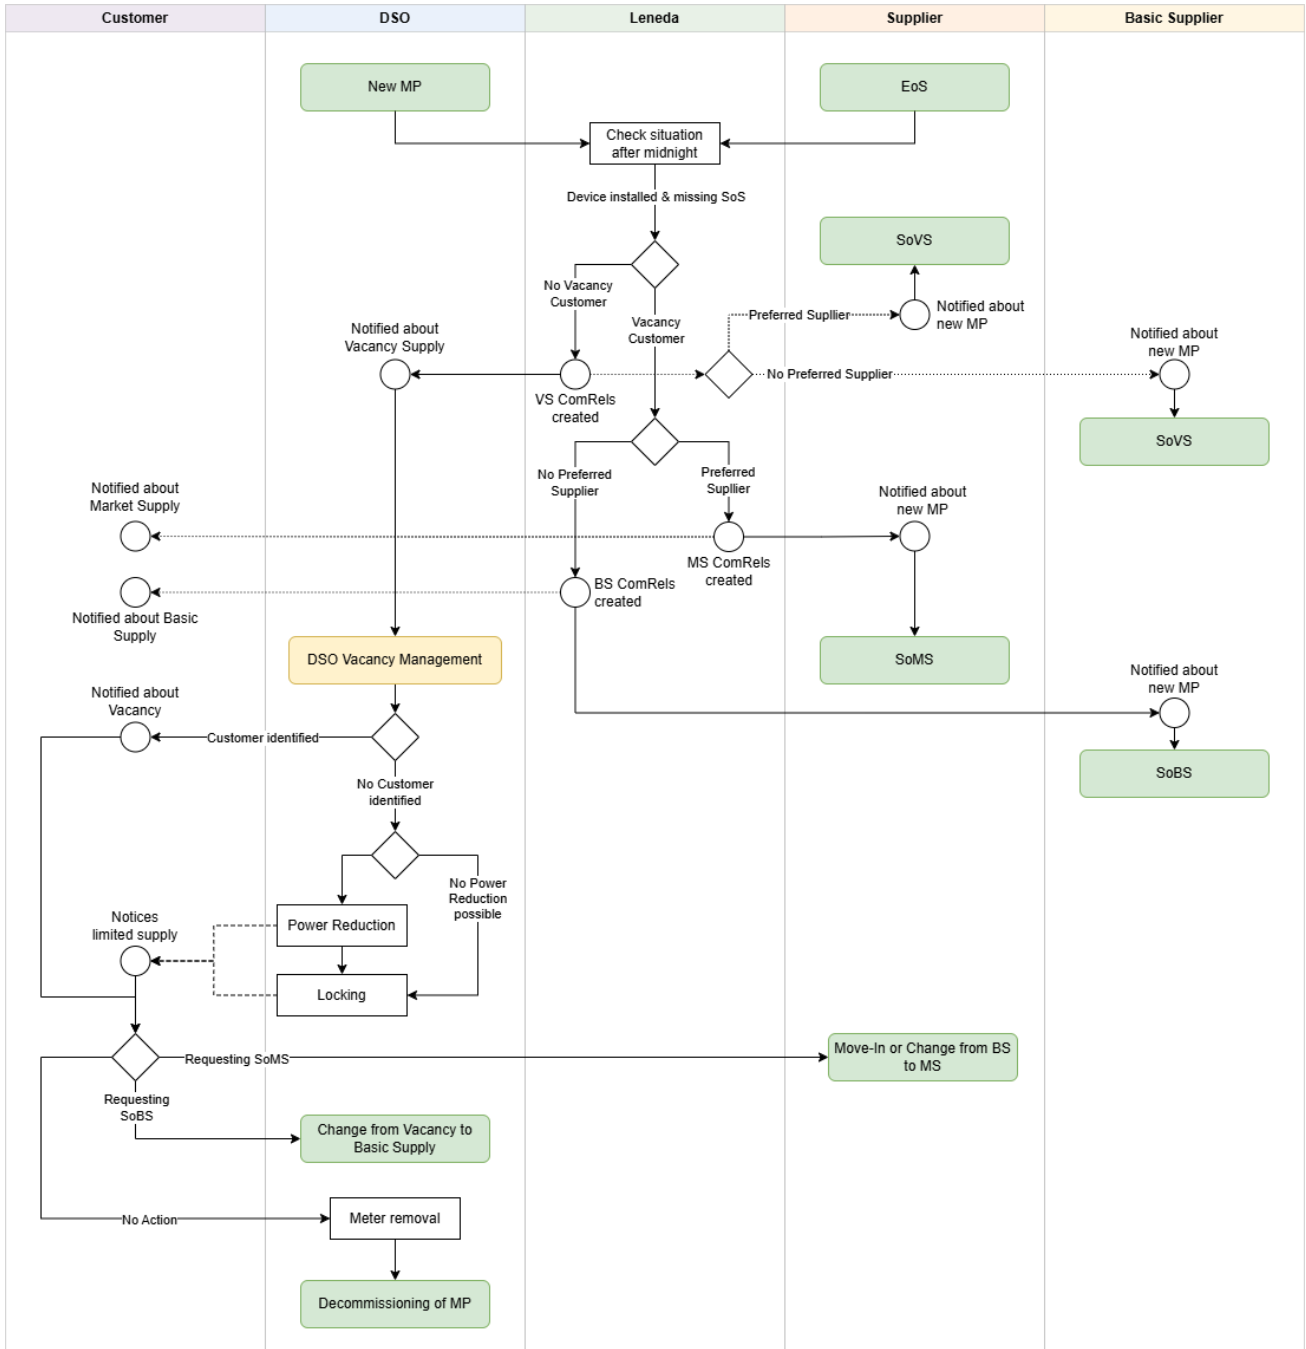 Customer
DSO
Leneda
Supplier
Basic Supplier
New MP
EoS
Check situation
after midnight
Device installed & missing SoS
SoVS
No Vacancy
Customer
Vacancy
Customer
Preferred Supllier
Notified about
new MP
Notified about
Vacancy Supply
Notified about
new MP
No Preferred Supplier
VS ComRels
created
SoVS
No Preferred
Supplier
Preferred
Supllier
Notified about
Market Supply
Notified about
new MP
MS ComRels
created
BS ComRels
created
Notified about Basic
Supply
DSO Vacancy Management
SoMS
Notified about
Vacancy
Notified about
new MP
Customer identified
No Customer
identified
SoBS
No Power
Reduction
possible
Notices
limited supply
Power Reduction
Locking
Requesting SoMS
Move-In or Change from BS
to MS
Requesting
SoBS
Change from Vacancy to
Basic Supply
No Action
Meter removal
Decommissioning of MP